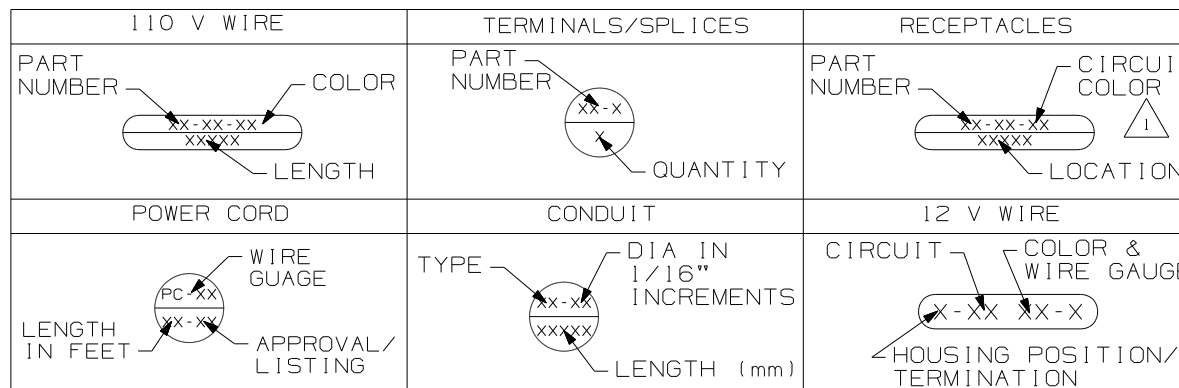 110 V WIRE
PART
NUMBER
COLOR
XX-XX-XX
XXXXX
LENGTH
TERMINALS/SPLICES
PART
NUMBER
XX-X
X
QUANTITY
RECEPTACLES
PART
NUMBER
CIRCUI
COLOR
1
XX-XX-XX
XXXXX
LOCATION
POWER CORD
WIRE
GUAGE
PC-XX
XX-XX
LENGTH
IN FEET
APPROVAL/
LISTING
CONDUIT
TYPE
DIA IN
1/16"
INCREMENTS
XX-XX
XXXXX
LENGTH (mm)
12 V WIRE
CIRCUIT
COLOR &
WIRE GAUGE
X-XX XX-X
HOUSING POSITION/
TERMINATION